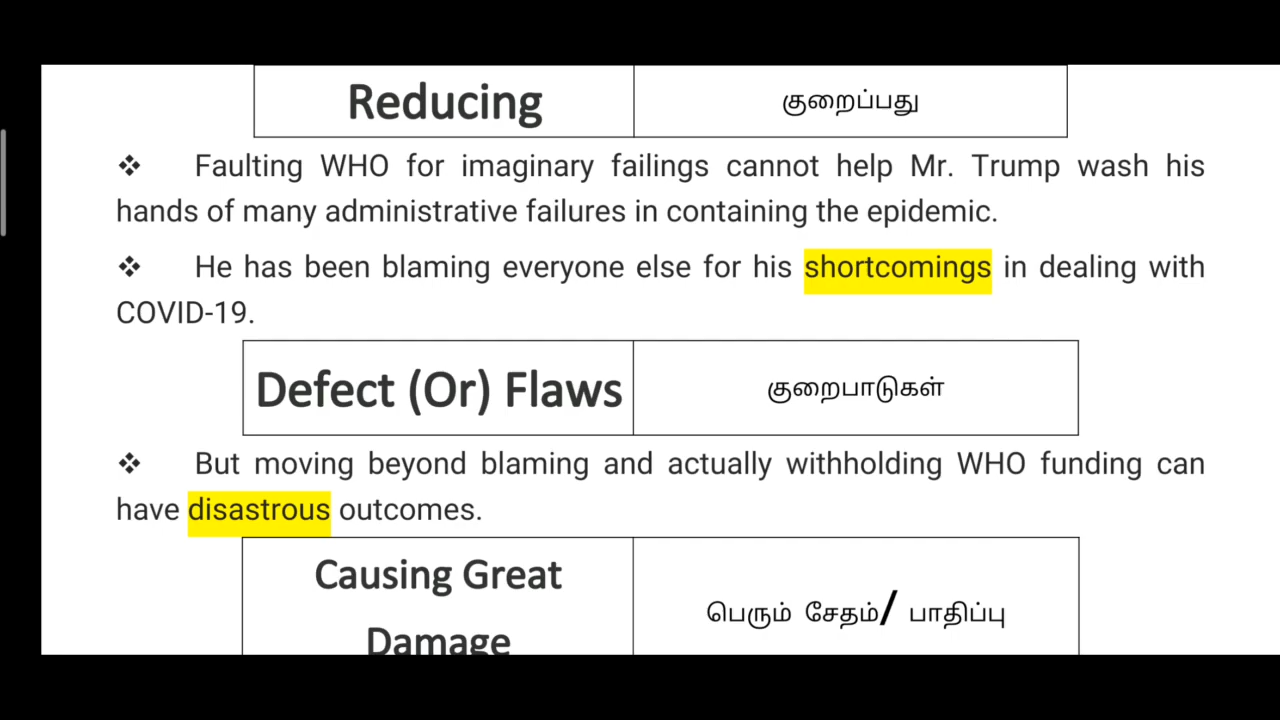 Reducing குறைப்பது
❖ Faulting WHO for imaginary failings cannot help Mr. Trump wash his
hands of many administrative failures in containing the epidemic.
❖ He has been blaming everyone else for his shortcomings in dealing with
COVID-19.
Defect (Or) Flaws குறைபாடுகள்
❖ But moving beyond blaming and actually withholding WHO funding can
have disastrous outcomes.
Causing Great
பெரும் சேதம்/ பாதிப்பு
Damage